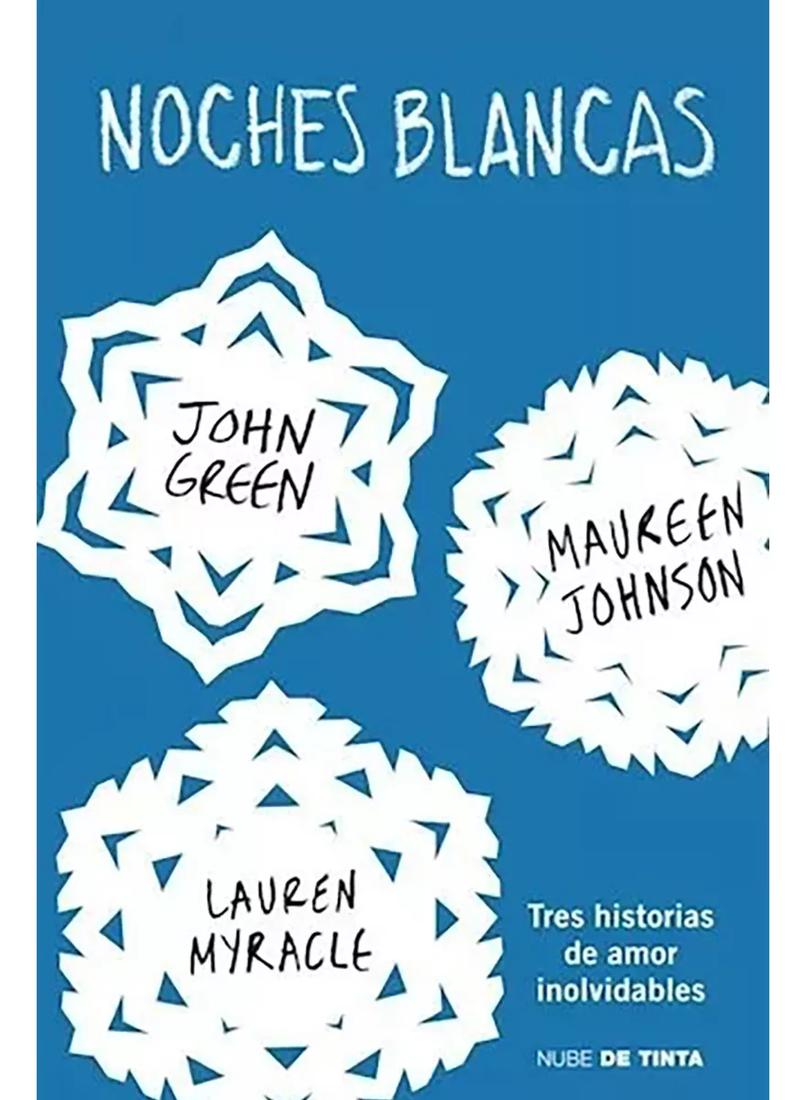 NOCHES BLANCAS
JOHN
GREEN
MAUREEN
JOHNSON
LAUREN
MYRACLE
Tres historias
de amor
inolvidables
NUBE DE TINTA